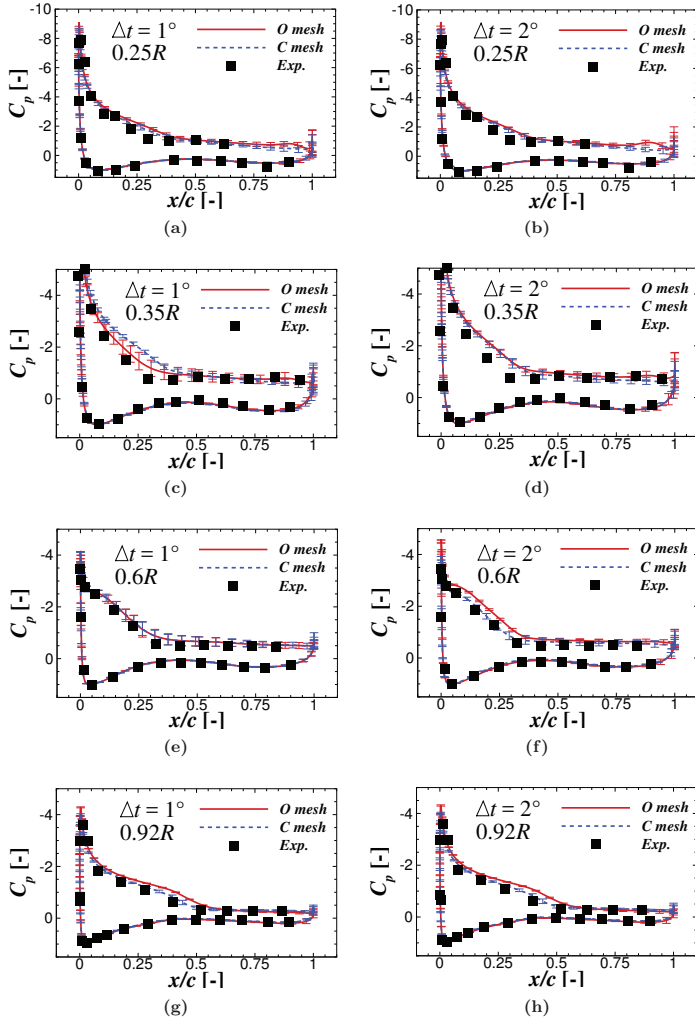 -10
-8
-6
-4
-2
0
C_p [-]
Δt = 1°
0.25R
O mesh
C mesh
Exp.
0 0.25 0.5 0.75 1
x/c [-]
(a)
-10
-8
-6
-4
-2
0
C_p [-]
Δt = 2°
0.25R
O mesh
C mesh
Exp.
0 0.25 0.5 0.75 1
x/c [-]
(b)
-4
-2
0
C_p [-]
Δt = 1°
0.35R
O mesh
C mesh
Exp.
0 0.25 0.5 0.75 1
x/c [-]
(c)
-4
-2
0
C_p [-]
Δt = 2°
0.35R
O mesh
C mesh
Exp.
0 0.25 0.5 0.75 1
x/c [-]
(d)
-4
-2
0
C_p [-]
Δt = 1°
0.6R
O mesh
C mesh
Exp.
0 0.25 0.5 0.75 1
x/c [-]
(e)
-4
-2
0
C_p [-]
Δt = 2°
0.6R
O mesh
C mesh
Exp.
0 0.25 0.5 0.75 1
x/c [-]
(f)
-4
-2
0
C_p [-]
Δt = 1°
0.92R
O mesh
C mesh
Exp.
0 0.25 0.5 0.75 1
x/c [-]
(g)
-4
-2
0
C_p [-]
Δt = 2°
0.92R
O mesh
C mesh
Exp.
0 0.25 0.5 0.75 1
x/c [-]
(h)